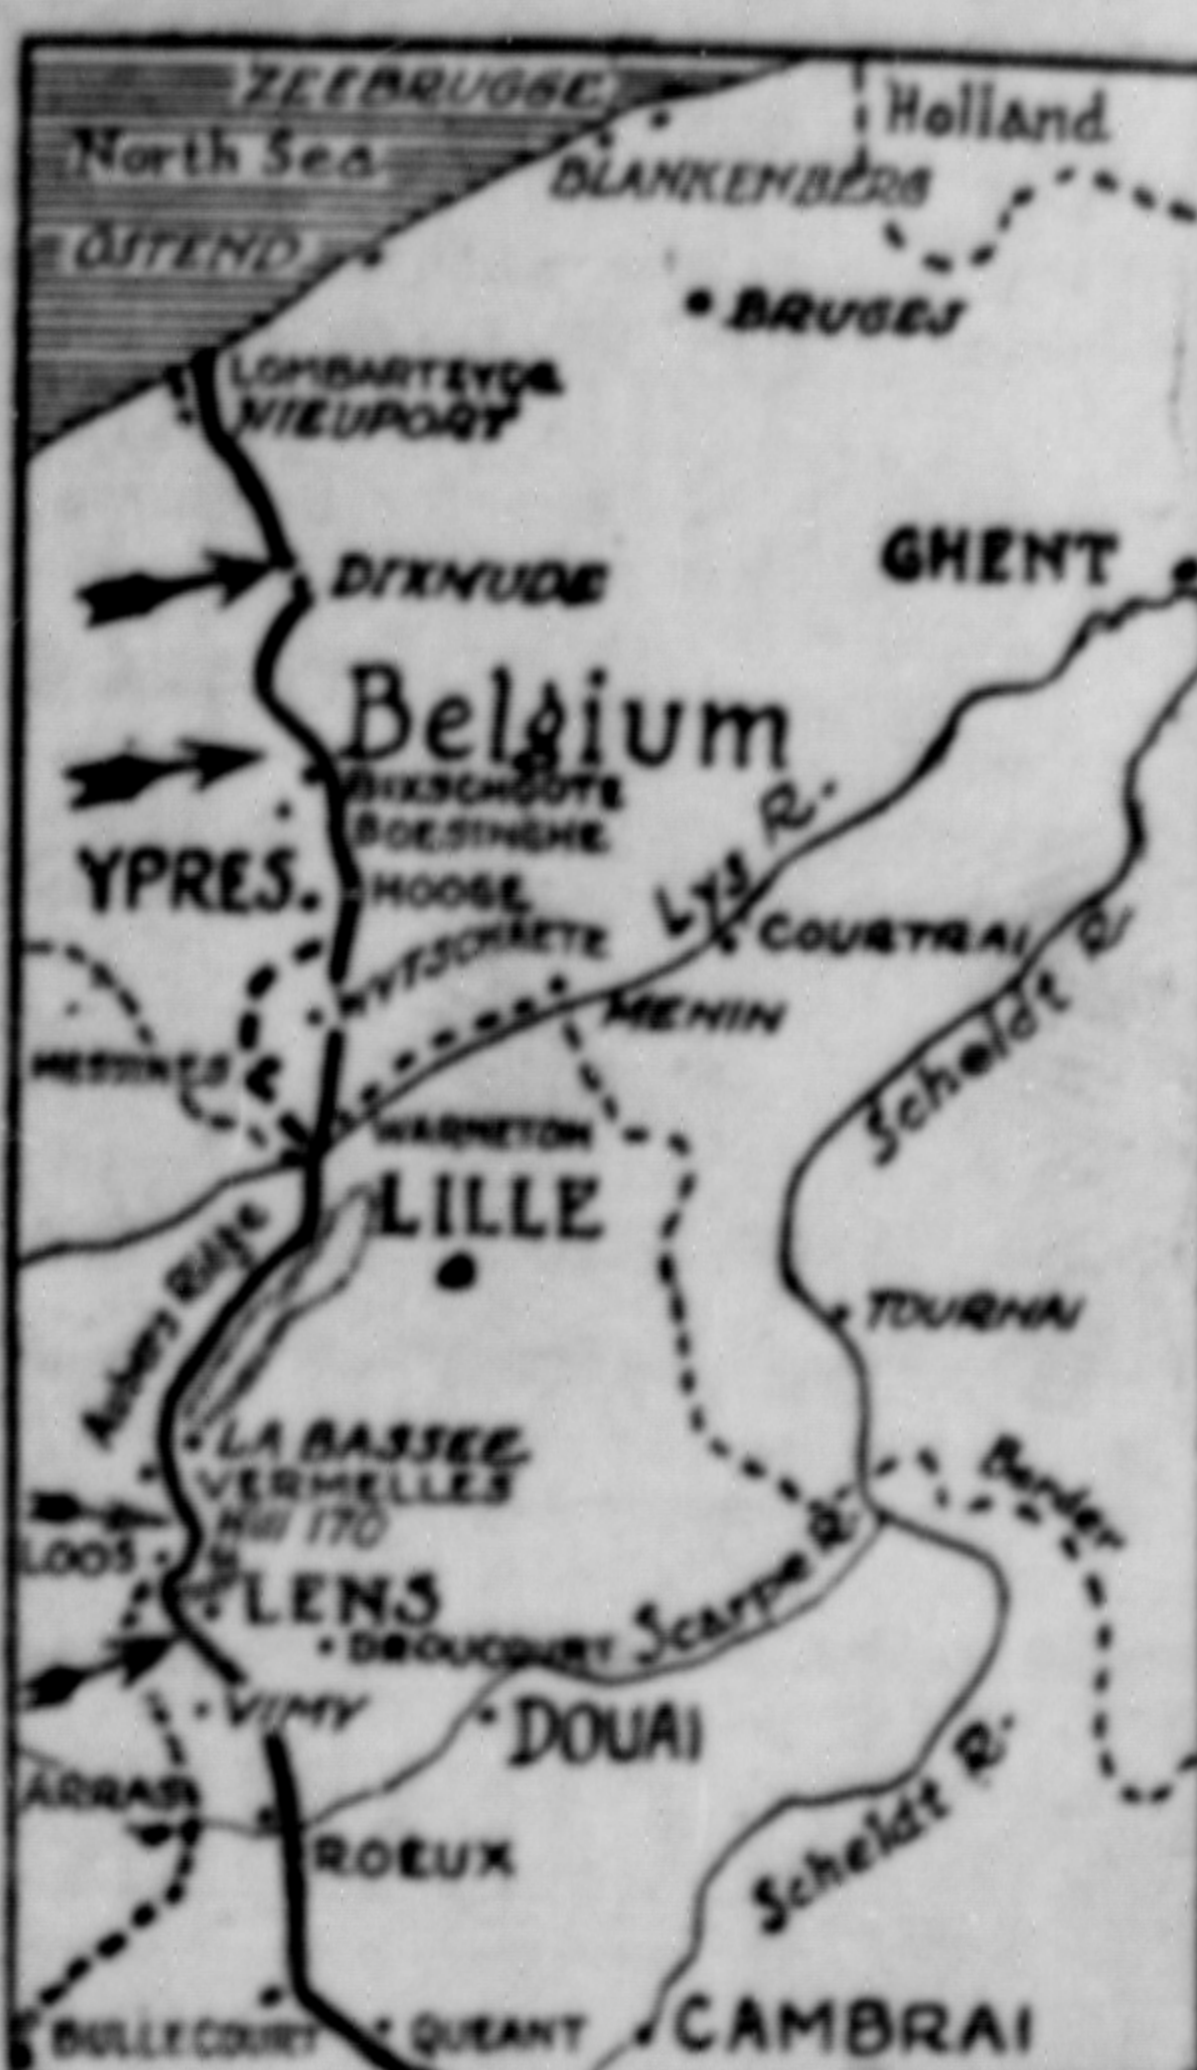 ZEEBRUGGE
Holland
North Sea
BLANKENBERG
OSTEND
BRUGES
LOMBARTZYDE
NIEUPORT
GHENT
DIXMUDE
Belgium
BIXSCHOOTE
Lys R.
BOESINGHE
YPRES.
HOOGE
COURTRAI
WYTSCHAETE
Scheldt R.
MENIN
MESSINES
WARNETON
LILLE
Aubers Ridge
TOURNAI
LA BASSEE
Border
VERMELLES
Hill 170
LOOS
LENS
Scarpe R.
DROUCOURT
VIMY
DOUAI
ARRAS
Scheldt R.
ROEUX
BULLECOURT
QUEANT
CAMBRAI